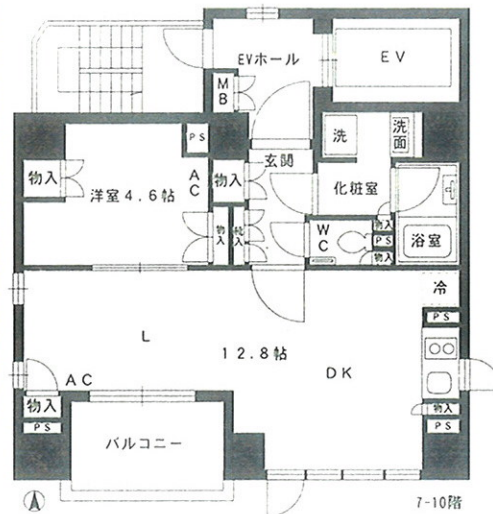 EVホール
EV
MB
PS
洗
洗面
玄関
物入
洋室4.6帖
AC
物入
化粧室
物入
WC
物入
PS
物入
浴室
冷
PS
L
12.8帖
DK
AC
物入
PS
バルコニー
物入
PS
7-10階